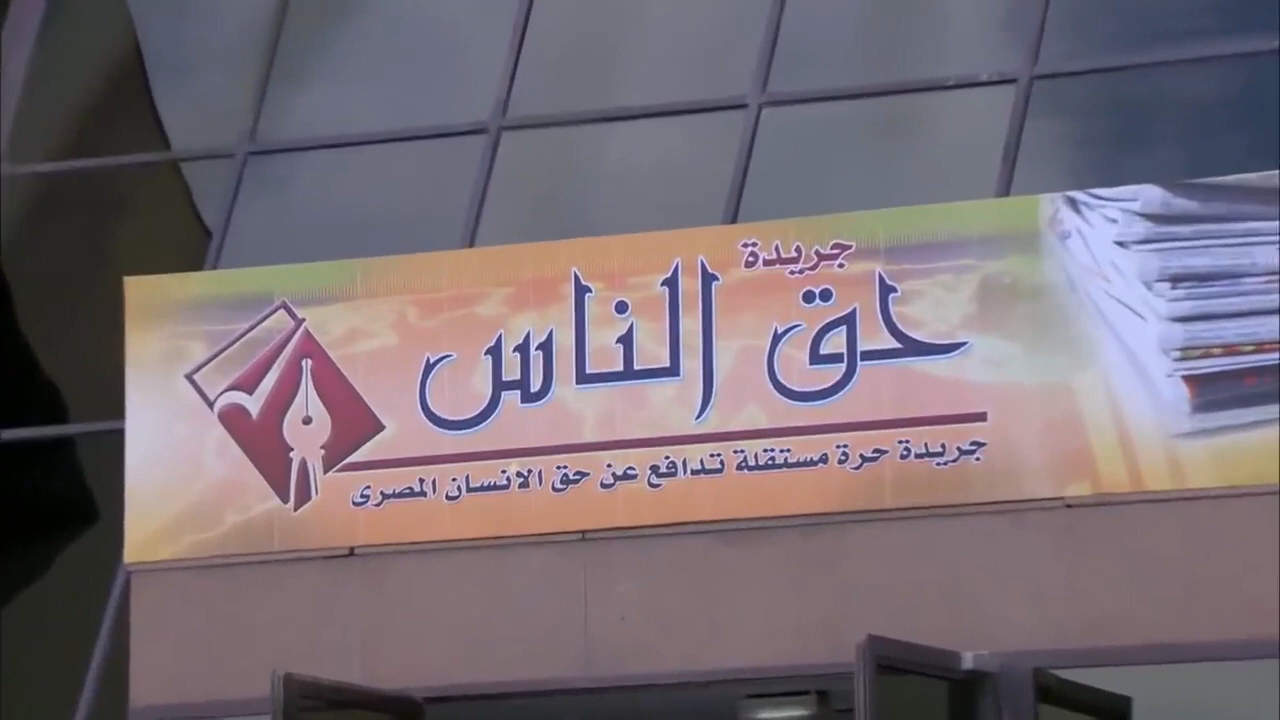 جريدة
حق الناس
جريدة حرة مستقلة تدافع عن حق الانسان المصرى